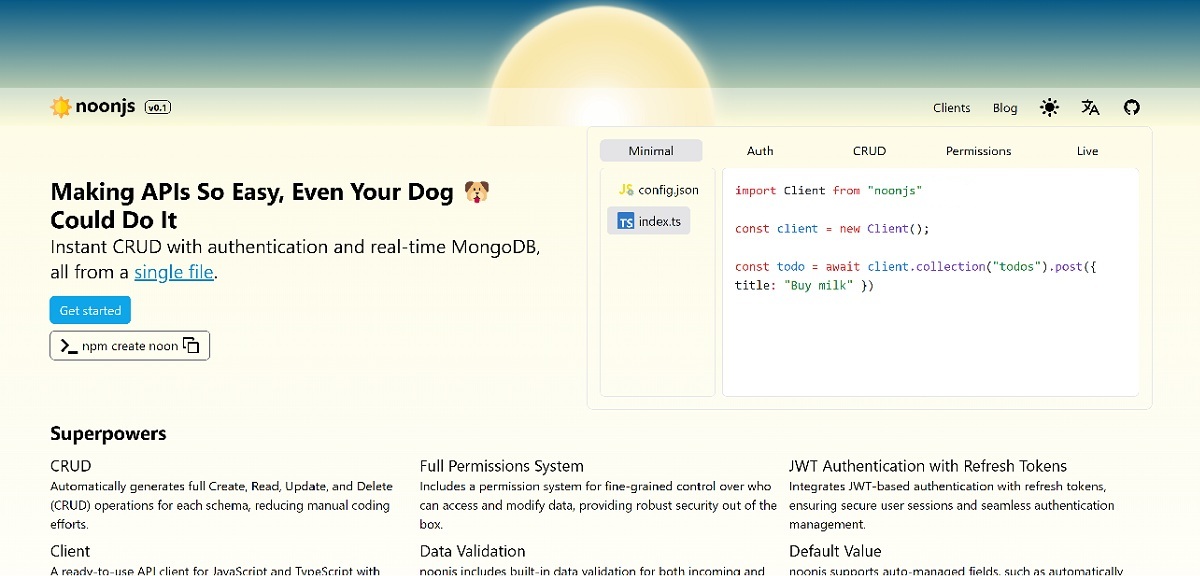 noonjs v0.1
Clients Blog
Minimal Auth CRUD Permissions Live
Making APIs So Easy, Even Your Dog 🐶
Could Do It
Instant CRUD with authentication and real-time MongoDB,
all from a single file.
Get started
npm create noon
JS config.json
TS index.ts
import Client from "noonjs"
const client = new Client();
const todo = await client.collection("todos").post({
title: "Buy milk" })
Superpowers
CRUD
Automatically generates full Create, Read, Update, and Delete
(CRUD) operations for each schema, reducing manual coding
efforts.
Full Permissions System
Includes a permission system for fine-grained control over who
can access and modify data, providing robust security out of the
box.
JWT Authentication with Refresh Tokens
Integrates JWT-based authentication with refresh tokens,
ensuring secure user sessions and seamless authentication
management.
Client
A ready-to-use API client for JavaScript and TypeScript with
Data Validation
noonjs includes built-in data validation for both incoming and
Default Value
noonjs supports auto-managed fields, such as automatically